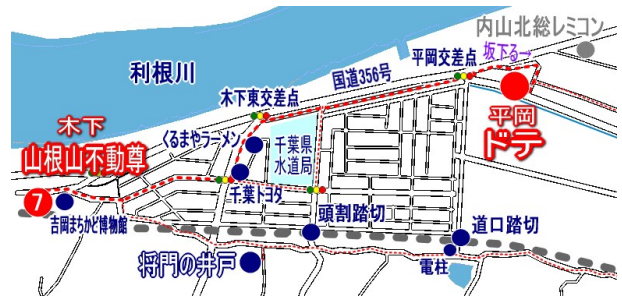 内山北総レミコン
坂下る→
平岡交差点
国道356号
利根川
木下東交差点
平岡
ドテ
くるまやラーメン
千葉県
水道局
木下
山根山不動尊
7
千葉トヨタ
吉岡まちかど博物館
頭割踏切
道口踏切
将門の井戸
電柱